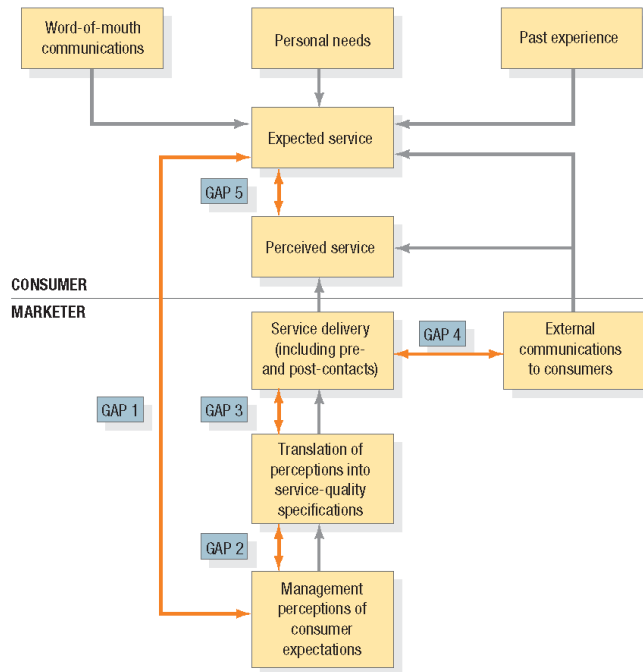 Word-of-mouth
communications
Personal needs
Past experience
Expected service
GAP 5
Perceived service
CONSUMER
MARKETER
Service delivery
(including pre-
and post-contacts)
GAP 4
External
communications
to consumers
GAP 1
GAP 3
Translation of
perceptions into
service-quality
specifications
GAP 2
Management
perceptions of
consumer
expectations